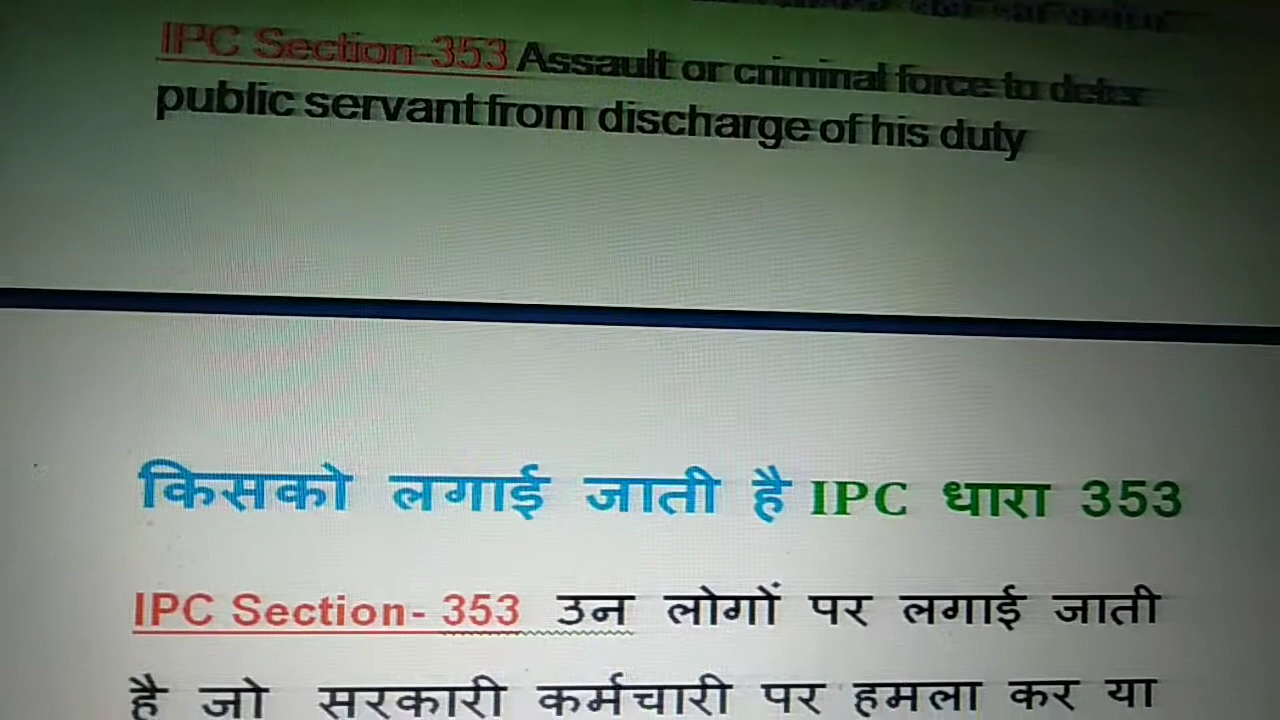 IPC Section-353 Assault or criminal force to deter
public servant from discharge of his duty
किसको लगाई जाती है IPC धारा 353
IPC Section- 353 उन लोगों पर लगाई जाती
है जो सरकारी कर्मचारी पर हमला कर या